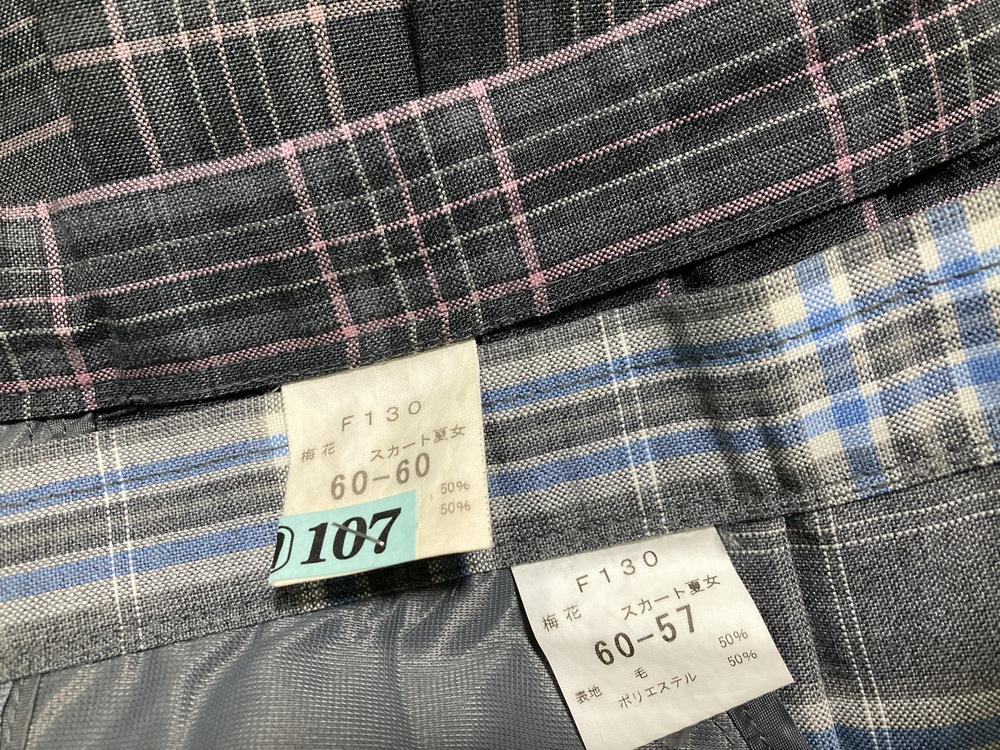 F130
梅花 スカート夏女
60-60
50%
50%
107
F130
梅花 スカート夏女
60-57
50%
表地 毛 50%
ポリエステル